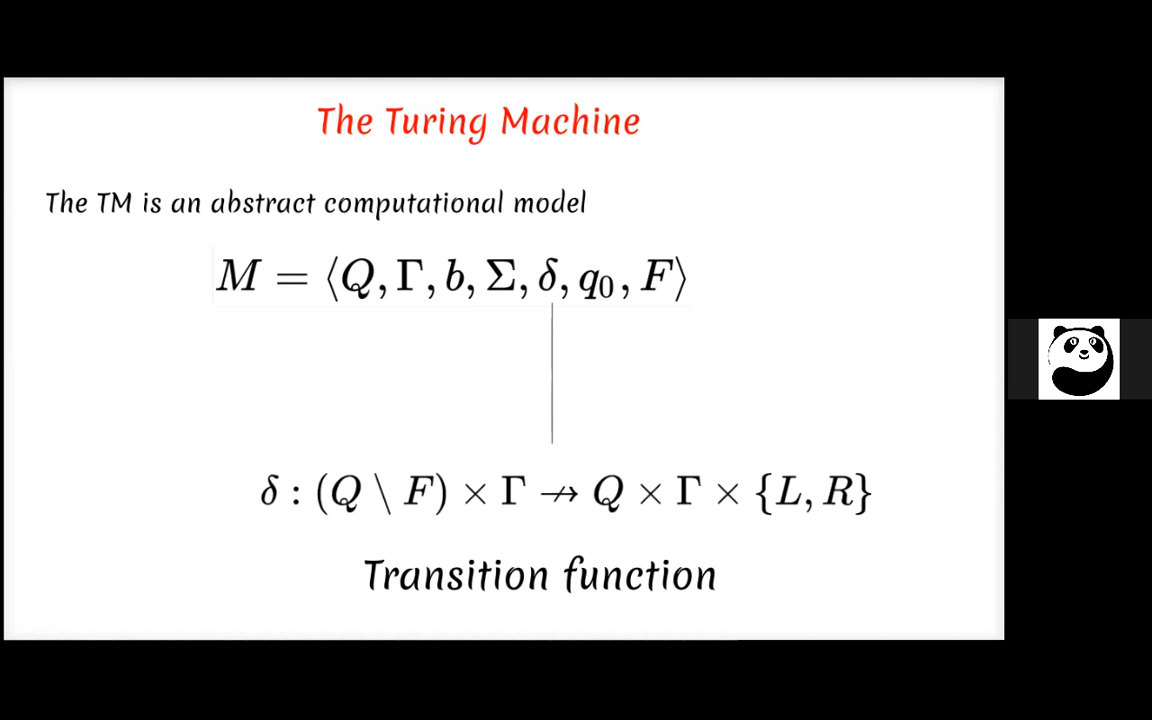 The Turing Machine
The TM is an abstract computational model
M = ⟨Q, Γ, b, Σ, δ, q₀, F⟩
δ : (Q \ F) × Γ ↛ Q × Γ × {L, R}
Transition function